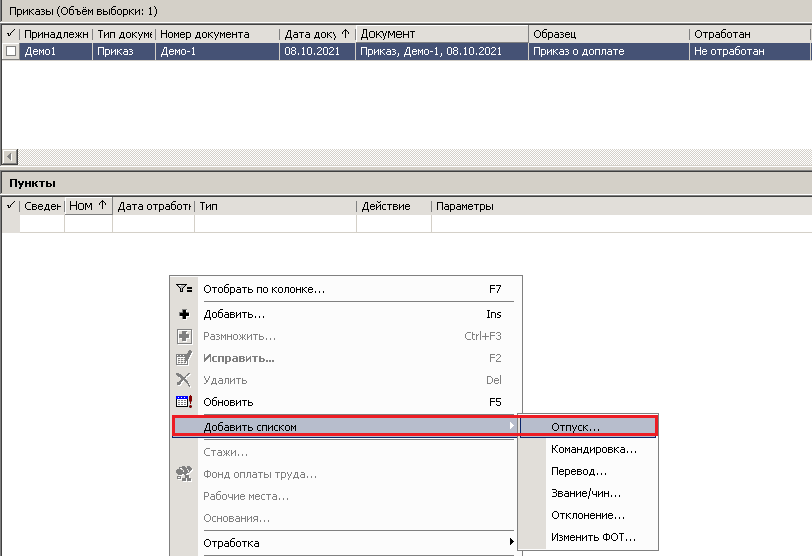 Приказы (Объём выборки: 1)
✓ Принадлежн Тип докуме Номер документа Дата доку ↑ Документ Образец Отработан
Демо1 Приказ Демо-1 08.10.2021 Приказ, Демо-1, 08.10.2021 Приказ о доплате Не отработан
Пункты
✓ Сведен Ном ↑ Дата отработк Тип Действие Параметры
Отобрать по колонке... F7
Добавить... Ins
Размножить... Ctrl+F3
Исправить... F2
Удалить Del
Обновить F5
Добавить списком Отпуск...
Стажи... Командировка...
Фонд оплаты труда... Перевод...
Рабочие места... Звание/чин...
Основания... Отклонение...
Отработка Изменить ФОТ...